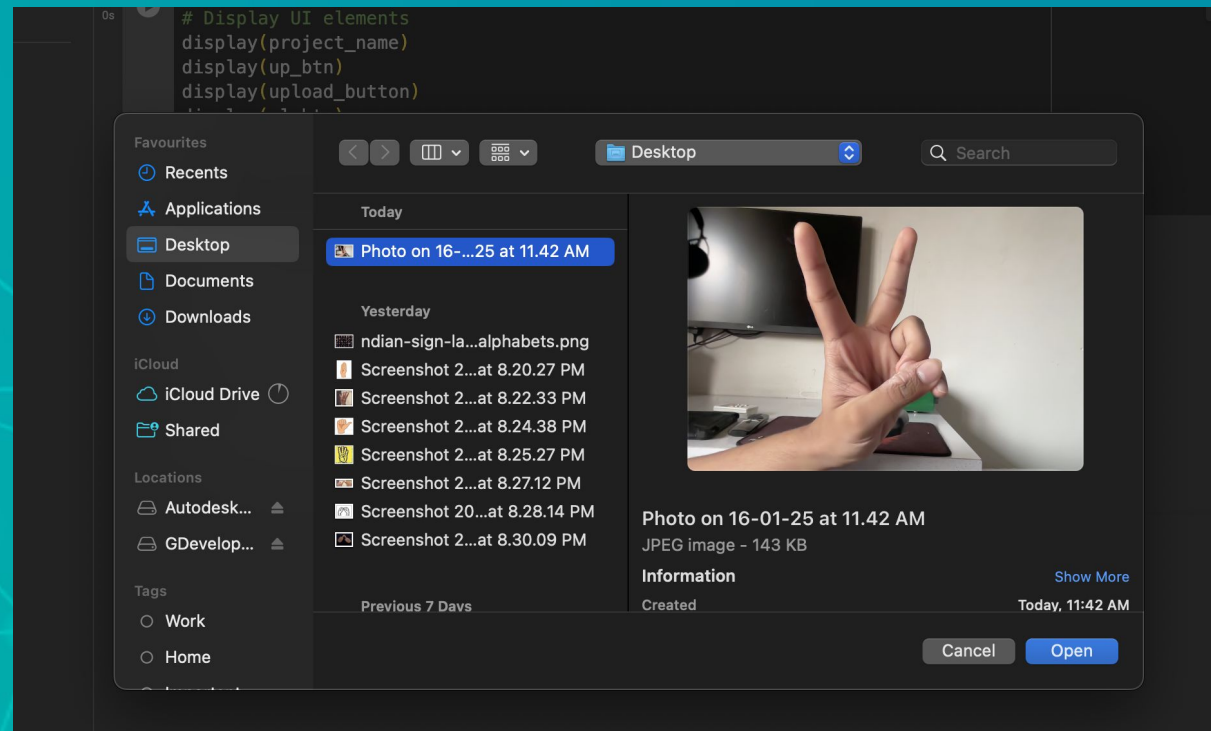 0s
# Display UI elements
display(project_name)
display(up_btn)
display(upload_button)
Favourites
Recents
Applications
Desktop
Documents
Downloads
iCloud
iCloud Drive
Shared
Locations
Autodesk...
GDevelop...
Tags
Work
Home
Desktop
Search
Today
Photo on 16-...25 at 11.42 AM
Yesterday
ndian-sign-la...alphabets.png
Screenshot 2...at 8.20.27 PM
Screenshot 2...at 8.22.33 PM
Screenshot 2...at 8.24.38 PM
Screenshot 2...at 8.25.27 PM
Screenshot 2...at 8.27.12 PM
Screenshot 20...at 8.28.14 PM
Screenshot 2...at 8.30.09 PM
Previous 7 Days
Photo on 16-01-25 at 11.42 AM
JPEG image - 143 KB
Information Show More
Created Today, 11:42 AM
Cancel Open